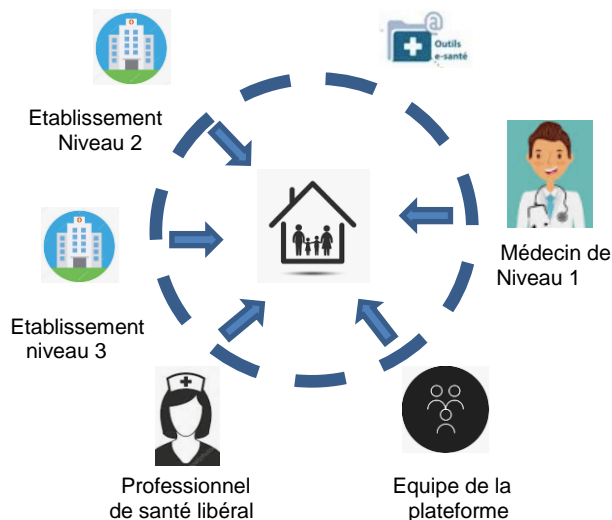 @
Outils
e-santé
Etablissement
Niveau 2
Médecin de
Niveau 1
Etablissement
niveau 3
Professionnel
de santé libéral
Equipe de la
plateforme